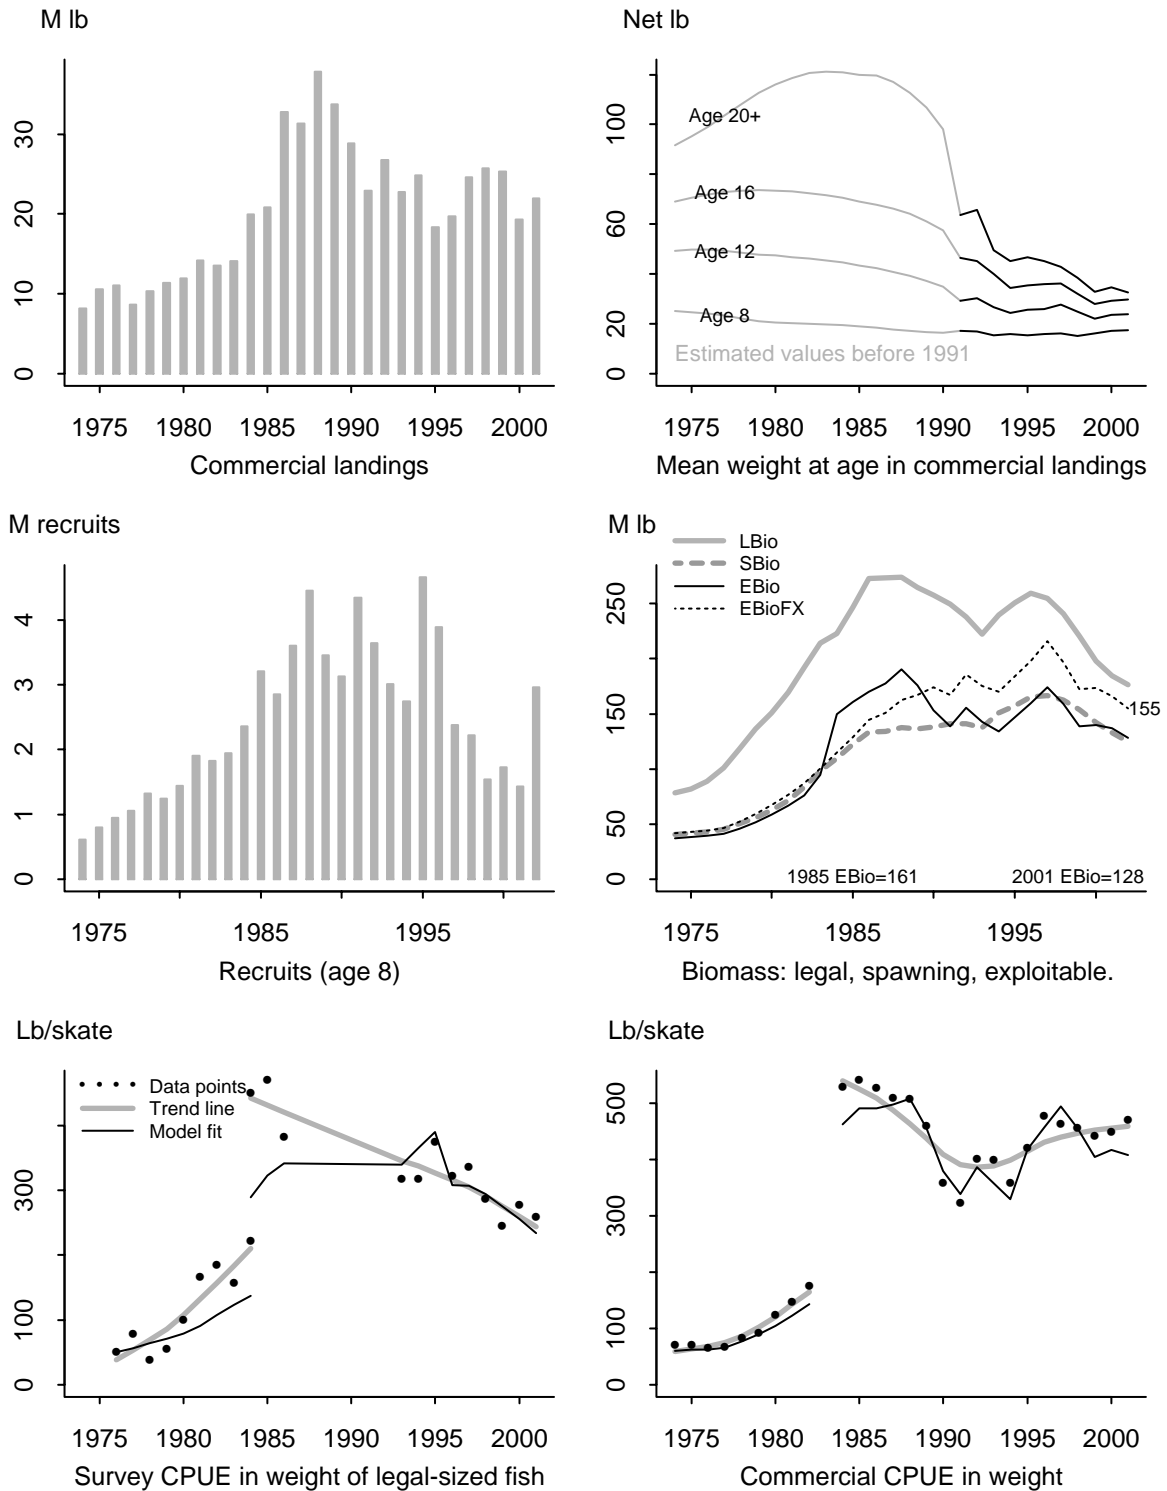 M lb
0 10 20 30
1975 1980 1985 1990 1995 2000
Commercial landings
Net lb
20 60 100
0
Age 20+
Age 16
Age 12
Age 8
Estimated values before 1991
1975 1980 1985 1990 1995 2000
Mean weight at age in commercial landings
M recruits
0 1 2 3 4
1975 1985 1995
Recruits (age 8)
M lb
LBio
SBio
EBio
EBioFX
0 50 150 250
155
1985 EBio=161 2001 EBio=128
1975 1985 1995
Biomass: legal, spawning, exploitable.
Lb/skate
Data points
Trend line
Model fit
0 100 300
1975 1980 1985 1990 1995 2000
Survey CPUE in weight of legal-sized fish
Lb/skate
0 100 300 500
1975 1980 1985 1990 1995 2000
Commercial CPUE in weight